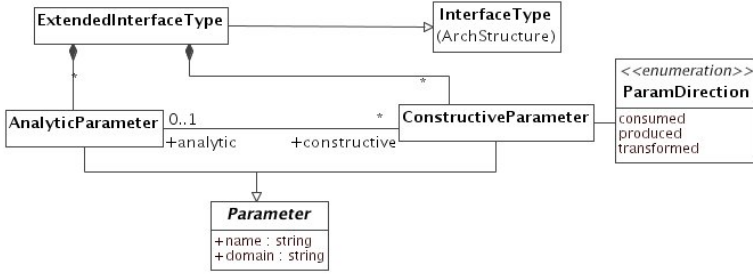 ExtendedInterfaceType
InterfaceType
(ArchStructure)
*
*
<<enumeration>>
ParamDirection
consumed
produced
transformed
AnalyticParameter
0..1
+analytic
*
+constructive
ConstructiveParameter
Parameter
+name : string
+domain : string